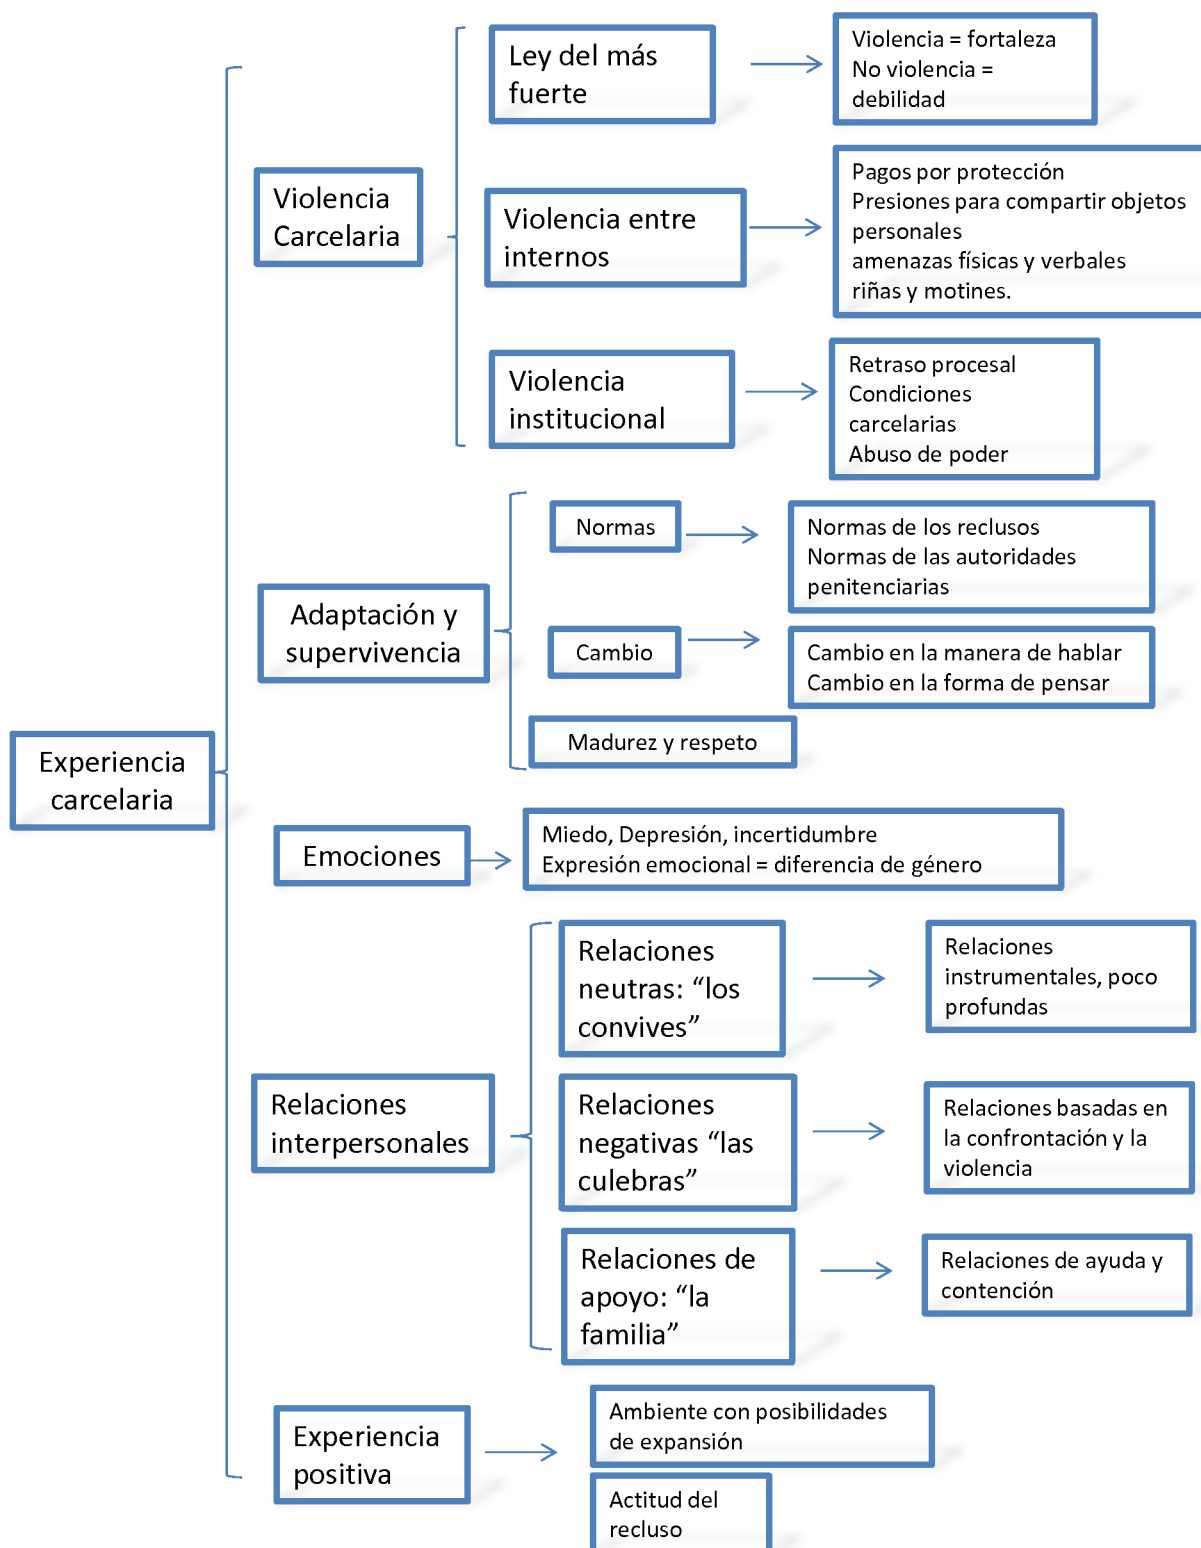 Experiencia
carcelaria
Violencia
Carcelaria
Ley del más
fuerte
Violencia = fortaleza
No violencia =
debilidad
Violencia entre
internos
Pagos por protección
Presiones para compartir objetos
personales
amenazas físicas y verbales
riñas y motines.
Violencia
institucional
Retraso procesal
Condiciones
carcelarias
Abuso de poder
Adaptación y
supervivencia
Normas
Normas de los reclusos
Normas de las autoridades
penitenciarias
Cambio
Cambio en la manera de hablar
Cambio en la forma de pensar
Madurez y respeto
Emociones
Miedo, Depresión, incertidumbre
Expresión emocional = diferencia de género
Relaciones
interpersonales
Relaciones
neutras: “los
convives”
Relaciones
instrumentales, poco
profundas
Relaciones
negativas “las
culebras”
Relaciones basadas en
la confrontación y la
violencia
Relaciones de
apoyo: “la
familia”
Relaciones de ayuda y
contención
Experiencia
positiva
Ambiente con posibilidades
de expansión
Actitud del
recluso